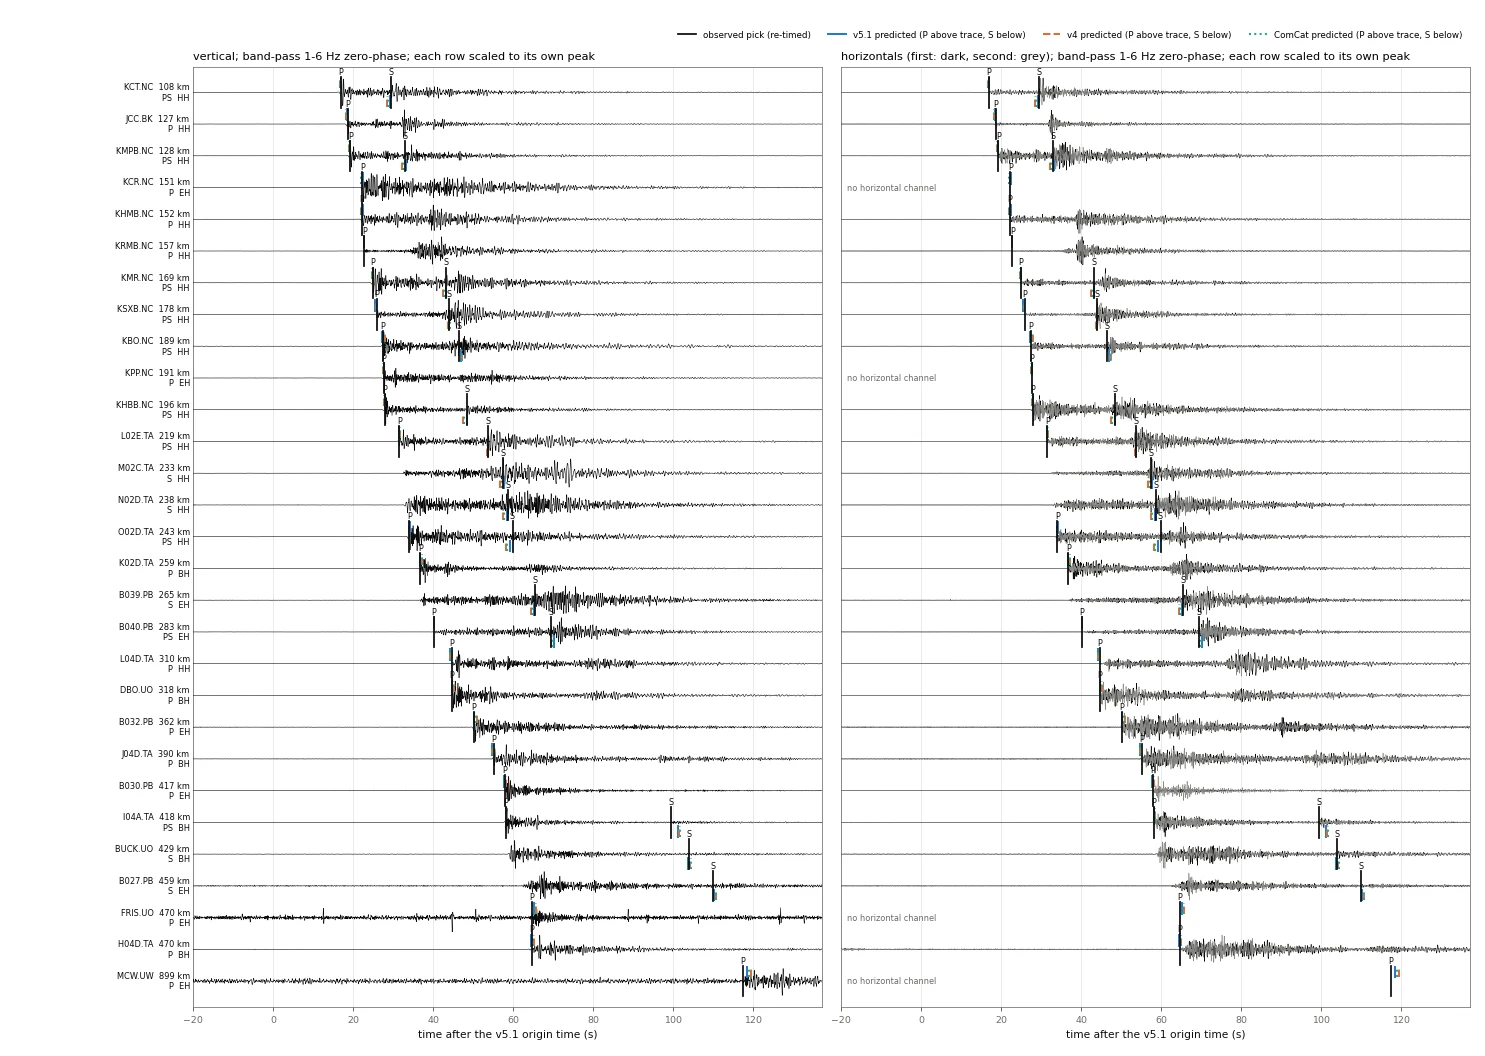 observed pick (re-timed)
v5.1 predicted (P above trace, S below)
v4 predicted (P above trace, S below)
ComCat predicted (P above trace, S below)
vertical; band-pass 1-6 Hz zero-phase; each row scaled to its own peak
horizontals (first: dark, second: grey); band-pass 1-6 Hz zero-phase; each row scaled to its own peak
KCT.NC 108 km
PS HH
JCC.BK 127 km
P HH
KMPB.NC 128 km
PS HH
KCR.NC 151 km
P EH
no horizontal channel
KHMB.NC 152 km
P HH
KRMB.NC 157 km
P HH
KMR.NC 169 km
PS HH
KSXB.NC 178 km
PS HH
KBO.NC 189 km
PS HH
KPP.NC 191 km
P EH
no horizontal channel
KHBB.NC 196 km
PS HH
L02E.TA 219 km
PS HH
M02C.TA 233 km
S HH
N02D.TA 238 km
S HH
O02D.TA 243 km
PS HH
K02D.TA 259 km
P BH
B039.PB 265 km
S EH
B040.PB 283 km
PS EH
L04D.TA 310 km
P HH
DBO.UO 318 km
P BH
B032.PB 362 km
P EH
J04D.TA 390 km
P BH
B030.PB 417 km
P EH
I04A.TA 418 km
PS BH
BUCK.UO 429 km
S BH
B027.PB 459 km
S EH
FRIS.UO 470 km
P EH
no horizontal channel
H04D.TA 470 km
P BH
MCW.UW 899 km
P EH
no horizontal channel
−20 0 20 40 60 80 100 120
−20 0 20 40 60 80 100 120
time after the v5.1 origin time (s)
time after the v5.1 origin time (s)